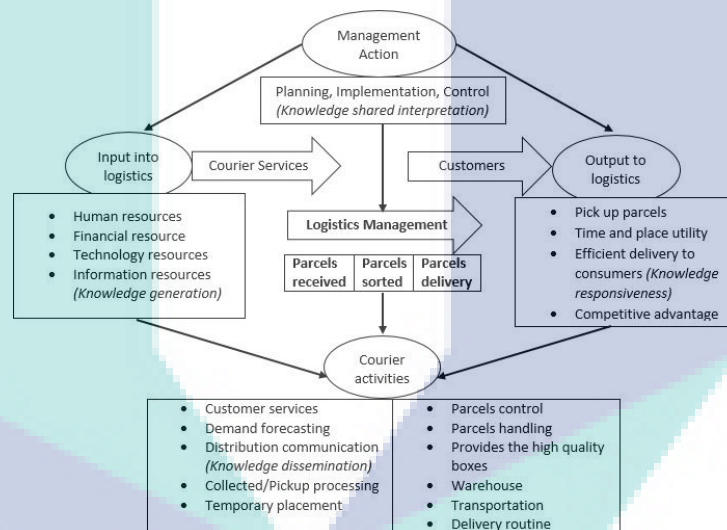 Management
Action
Planning, Implementation, Control
(Knowledge shared interpretation)
Input into
logistics
Courier Services
Customers
Output to
logistics
• Human resources
• Financial resource
• Technology resources
• Information resources
(Knowledge generation)
Logistics Management
Parcels received
Parcels sorted
Parcels delivery
• Pick up parcels
• Time and place utility
• Efficient delivery to
consumers (Knowledge
responsiveness)
• Competitive advantage
Courier
activities
• Customer services
• Demand forecasting
• Distribution communication
(Knowledge dissemination)
• Collected/Pickup processing
• Temporary placement
• Parcels control
• Parcels handling
• Provides the high quality
boxes
• Warehouse
• Transportation
• Delivery routine